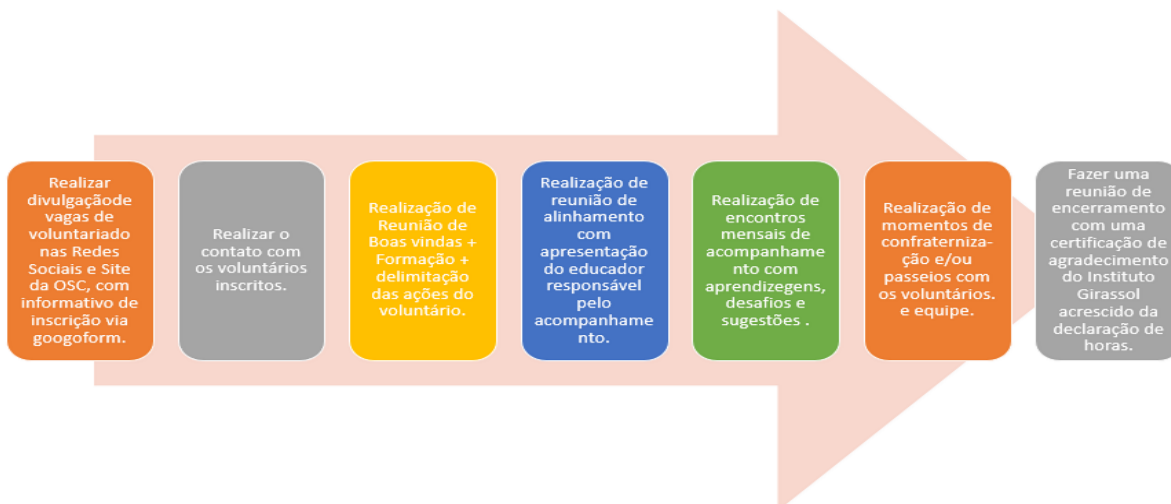 Realizar
divulgaçãode
vagas de
voluntariado
nas Redes
Sociais e Site
da OSC, com
informativo de
inscrição via
googoform.
Realizar o
contato com
os voluntários
inscritos.
Realização de
Reunião de
Boas vindas +
Formação +
delimitação
das ações do
voluntário.
Realização de
reunião de
alinhamento
com
apresentação
do educador
responsável
pelo
acompanhame
nto.
Realização de
encontros
mensais de
acompanhame
nto com
aprendizegens,
desafios e
sugestões .
Realização de
momentos de
confraterniza-
ção e/ou
passeios com
os voluntários.
e equipe.
Fazer uma
reunião de
encerramento
com uma
certificação de
agradecimento
do Instituto
Girassol
acrescido da
declaração de
horas.